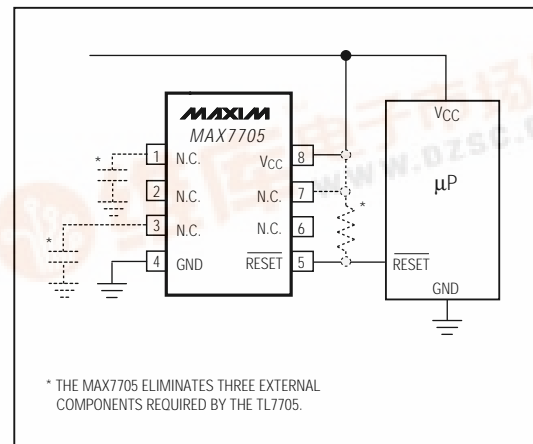 MAXIM
MAX7705
VCC
μP
* 1 N.C. VCC 8
2 N.C. N.C. 7
* 3 N.C. N.C. 6 *
4 GND RESET 5
RESET
GND
* THE MAX7705 ELIMINATES THREE EXTERNAL
COMPONENTS REQUIRED BY THE TL7705.